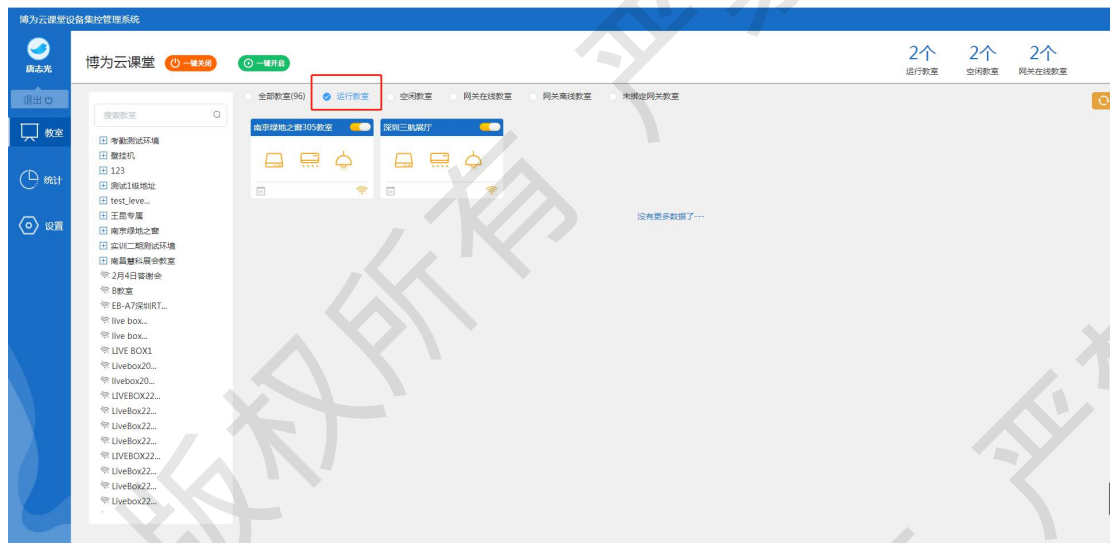 博为云课堂设备集控管理系统
唐志光
退出
教室
统计
设置
博为云课堂 一键关闭 一键开启
2个 2个 2个
运行教室 空闲教室 网关在线教室
搜索教室
全部教室(96) 运行教室 空闲教室 网关在线教室 网关离线教室 未绑定网关教室
南京绿地之窗305教室 深圳三航展厅
没有更多数据了---
考勤测试环境
壁挂机
123
测试1级地址
test_leve...
王昆专属
南京绿地之窗
实训二期测试环境
南昌慧科展会教室
2月4日答谢会
B教室
EB-A7深圳RT...
live box...
live box...
LIVE BOX1
Livebox20...
livebox20...
LIVEBOX22...
LiveBox22...
LiveBox22...
LiveBox22...
LIVEBOX22...
LiveBox22...
LiveBox22...
Livebox22...
版权所有 严
严